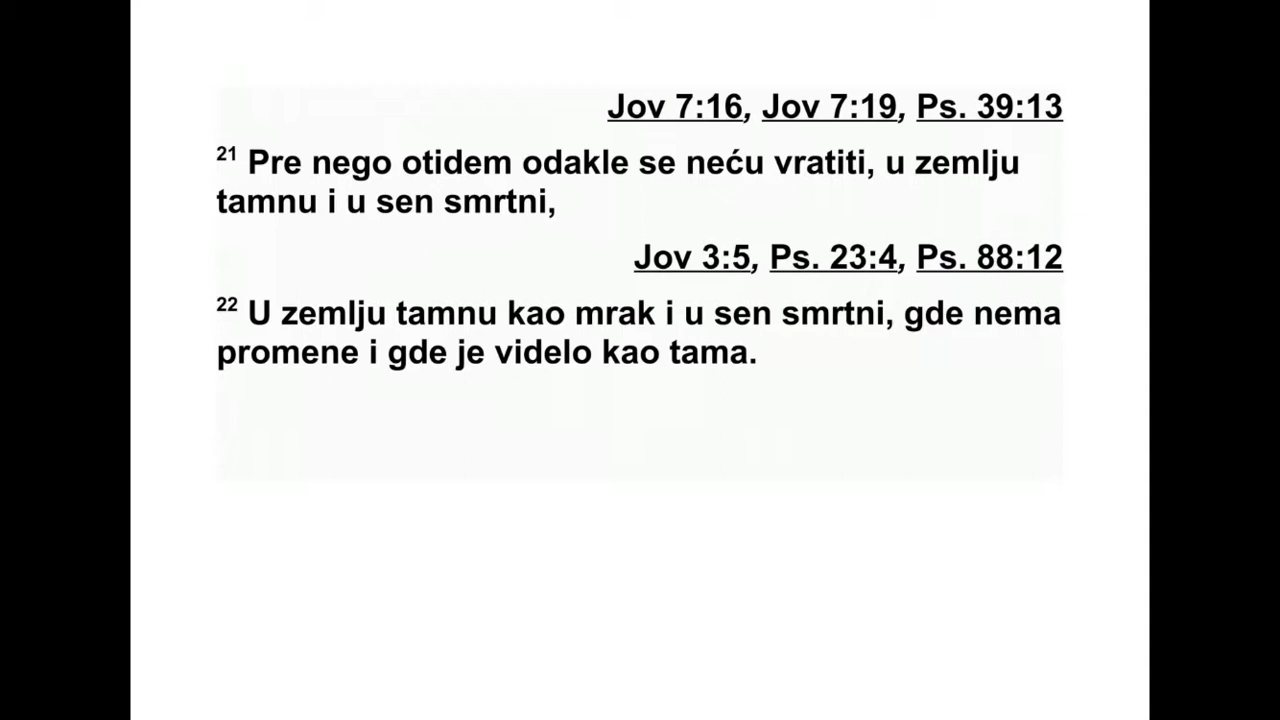 Jov 7:16, Jov 7:19, Ps. 39:13
21 Pre nego otidem odakle se neću vratiti, u zemlju
tamnu i u sen smrtni,
Jov 3:5, Ps. 23:4, Ps. 88:12
22 U zemlju tamnu kao mrak i u sen smrtni, gde nema
promene i gde je videlo kao tama.